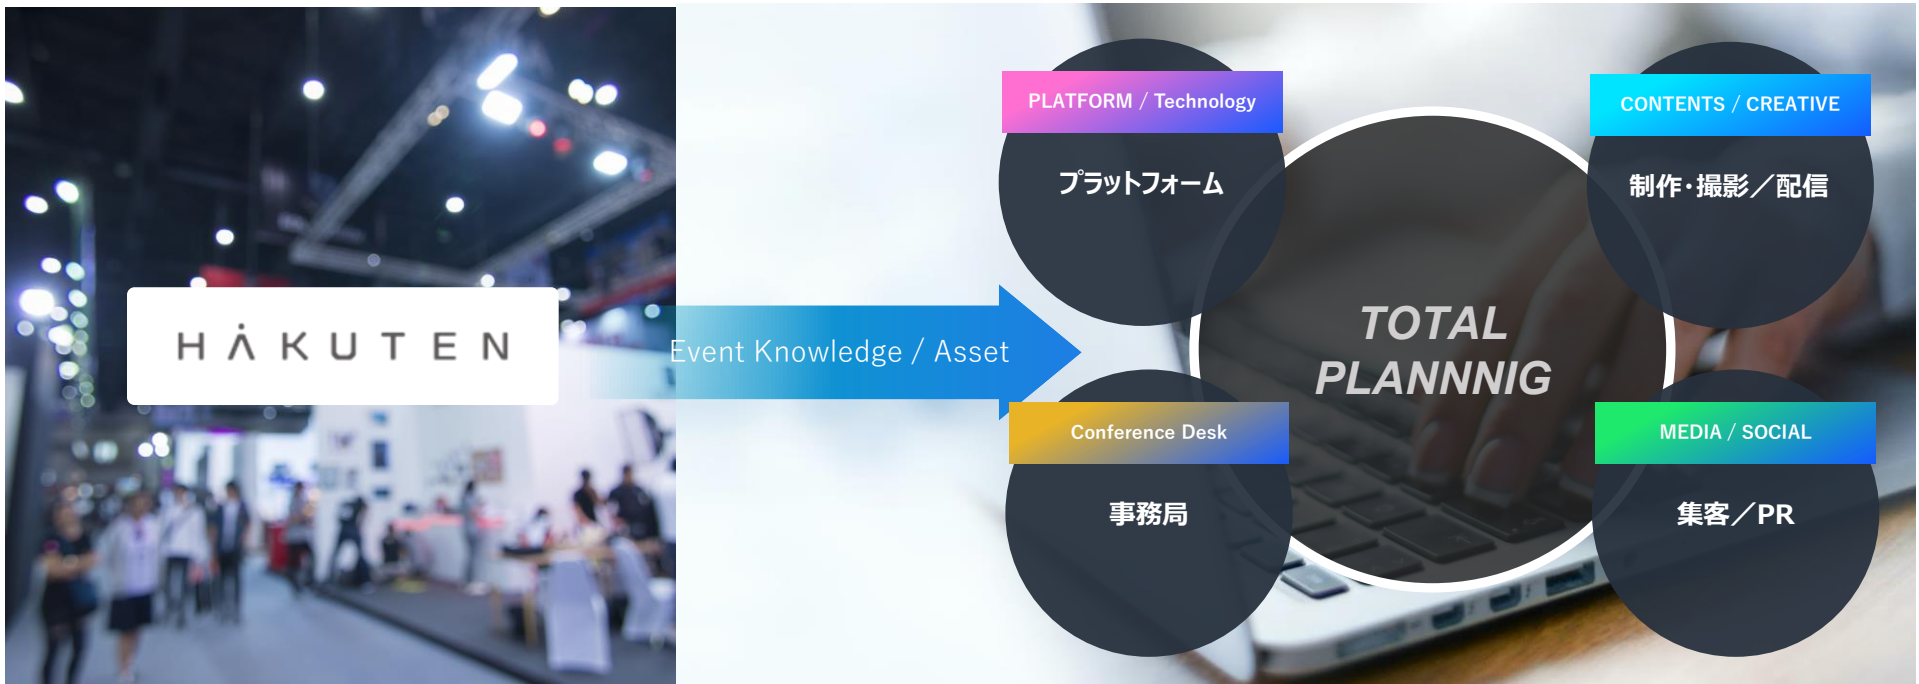 HAKUTEN
Event Knowledge / Asset
PLATFORM / Technology
プラットフォーム
CONTENTS / CREATIVE
制作・撮影／配信
TOTAL
PLANNNIG
Conference Desk
事務局
MEDIA / SOCIAL
集客／PR